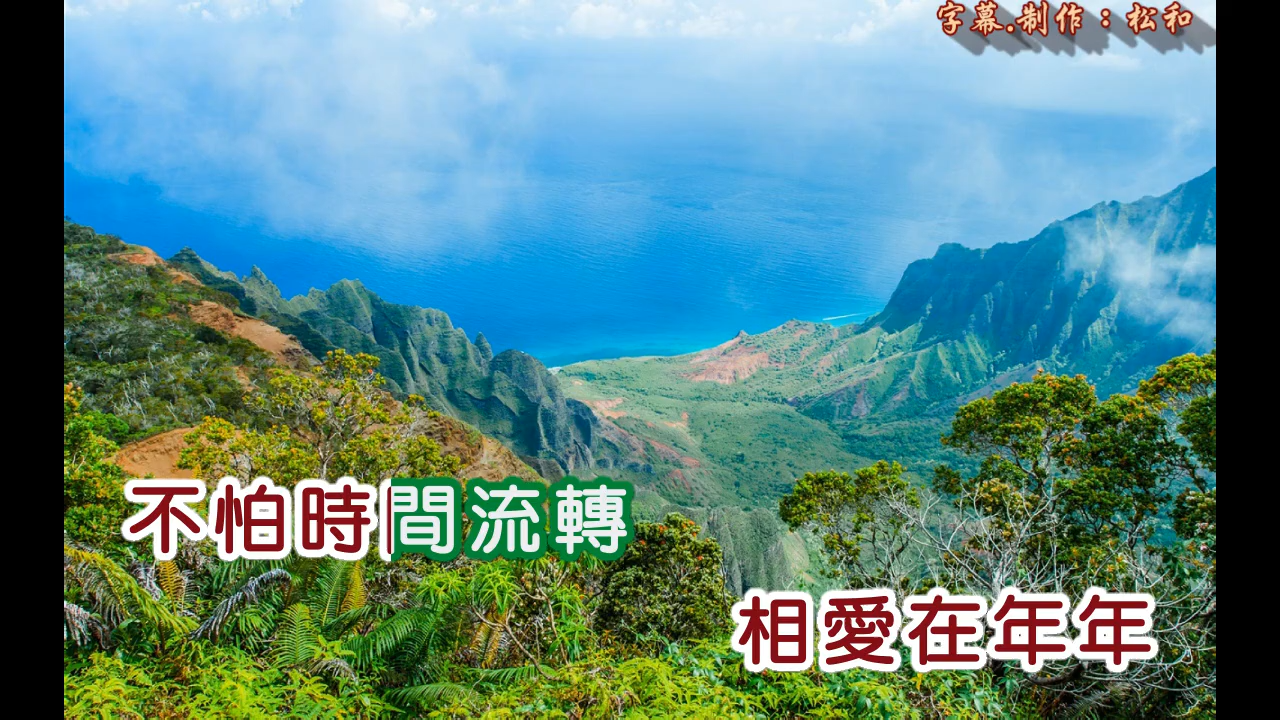 字幕.制作：松和
不怕時間流轉
相愛在年年